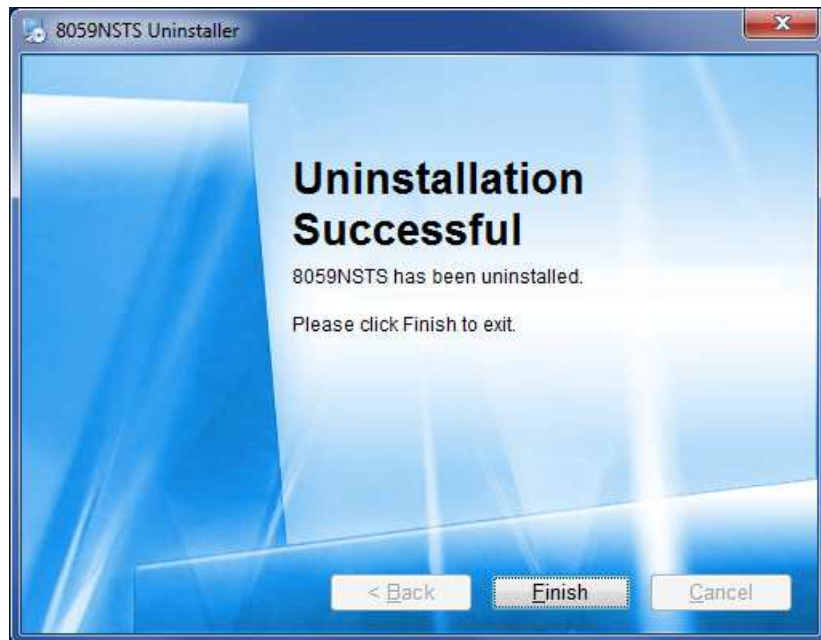 8059NSTS Uninstaller
Uninstallation
Successful
8059NSTS has been uninstalled.
Please click Finish to exit.
< Back
Finish
Cancel